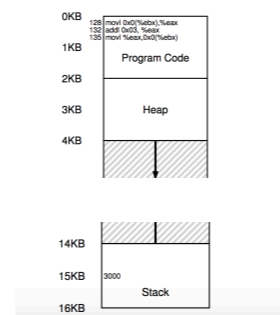 0KB
128 movl 0x0(%ebx),%eax
132 addl 0x03, %eax
135 movl %eax,0x0(%ebx)
1KB
Program Code
2KB
3KB
Heap
4KB
14KB
15KB
3000
Stack
16KB